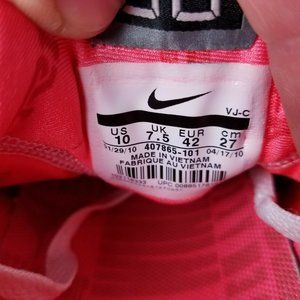 VJ-C
US UK EUR cm
10 7.5 42 27
01/29/10 407865-101 04/17/10
MADE IN VIETNAM
FABRIQUE AU VIETNAM